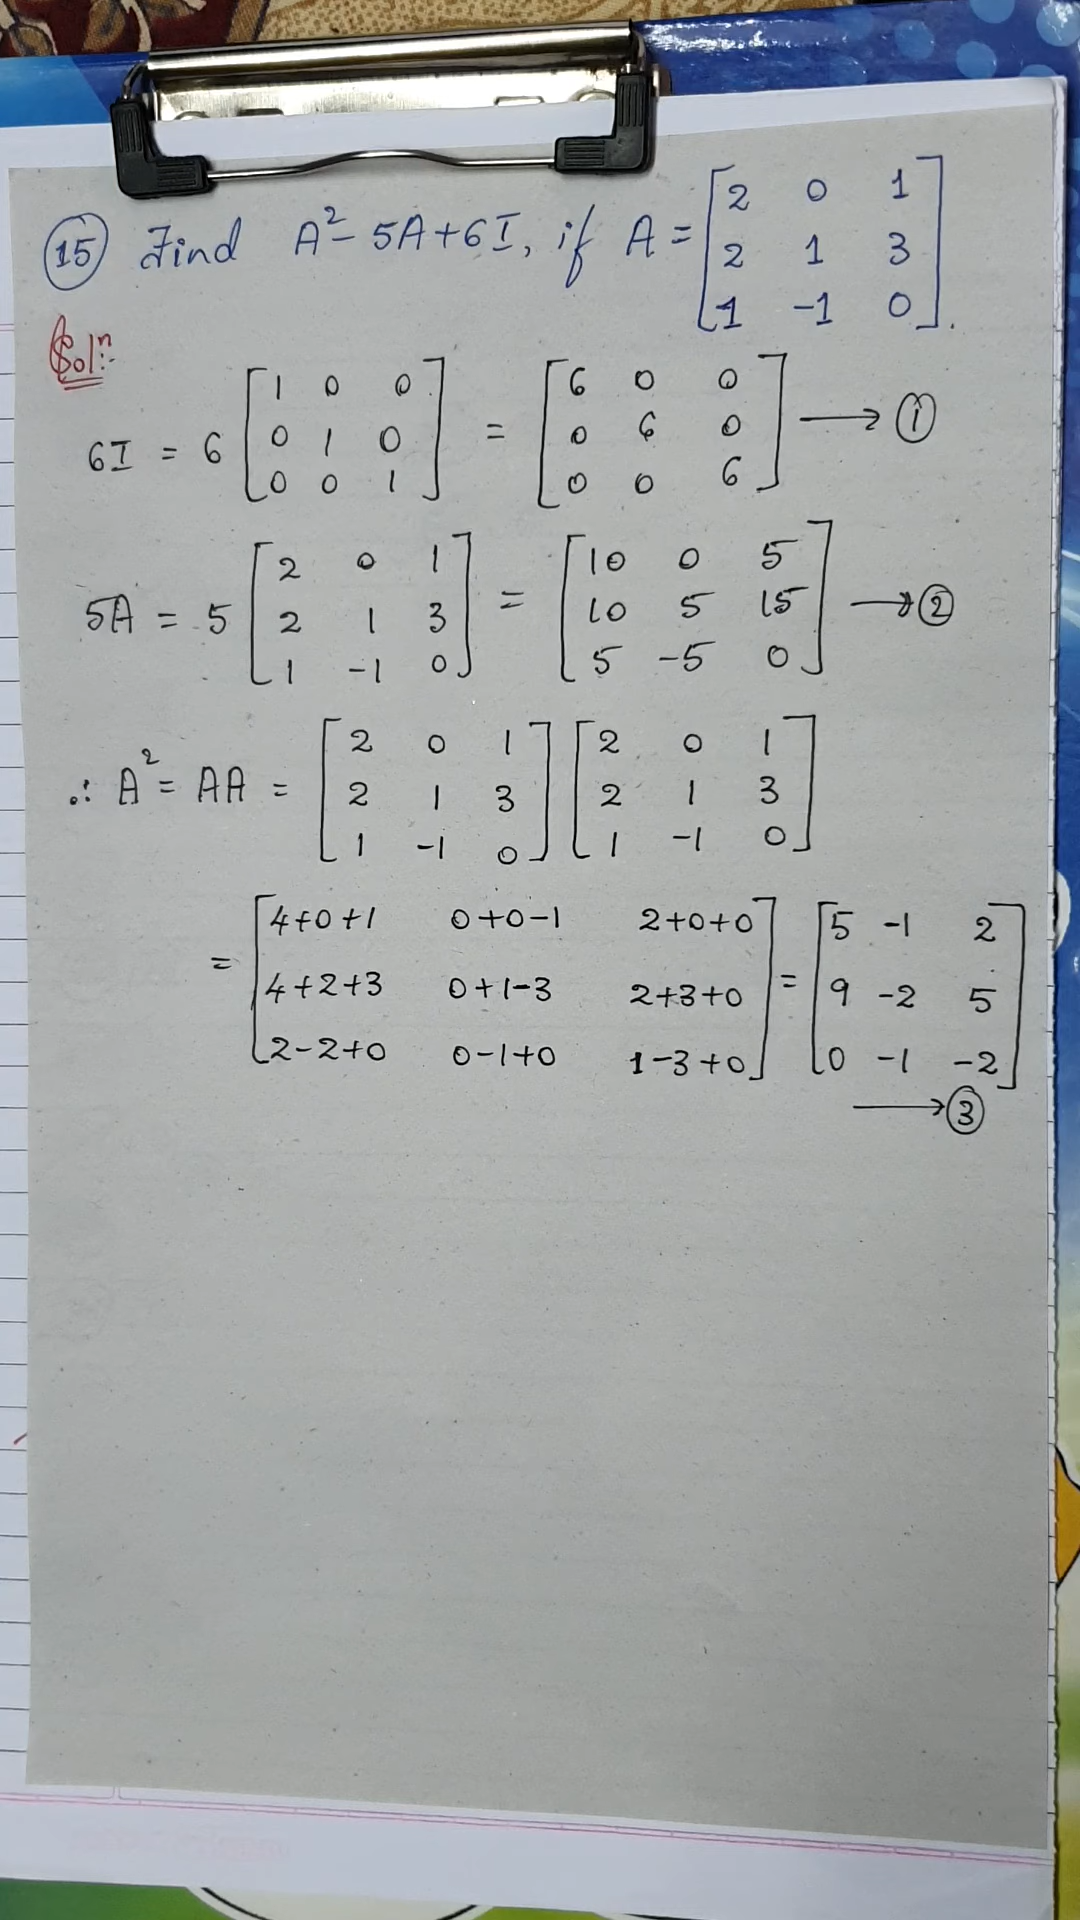 (15) Find A² - 5A + 6I, if A = [2 0 1
2 1 3
1 -1 0].
Solⁿ:-
6I = 6 [1 0 0
0 1 0
0 0 1] = [6 0 0
0 6 0
0 0 6] → (1)
5A = 5 [2 0 1
2 1 3
1 -1 0] = [10 0 5
10 5 15
5 -5 0] → (2)
∴ A² = AA = [2 0 1
2 1 3
1 -1 0] [2 0 1
2 1 3
1 -1 0]
= [4+0+1 0+0-1 2+0+0
4+2+3 0+1-3 2+3+0
2-2+0 0-1+0 1-3+0] = [5 -1 2
9 -2 5
0 -1 -2]
→ (3)